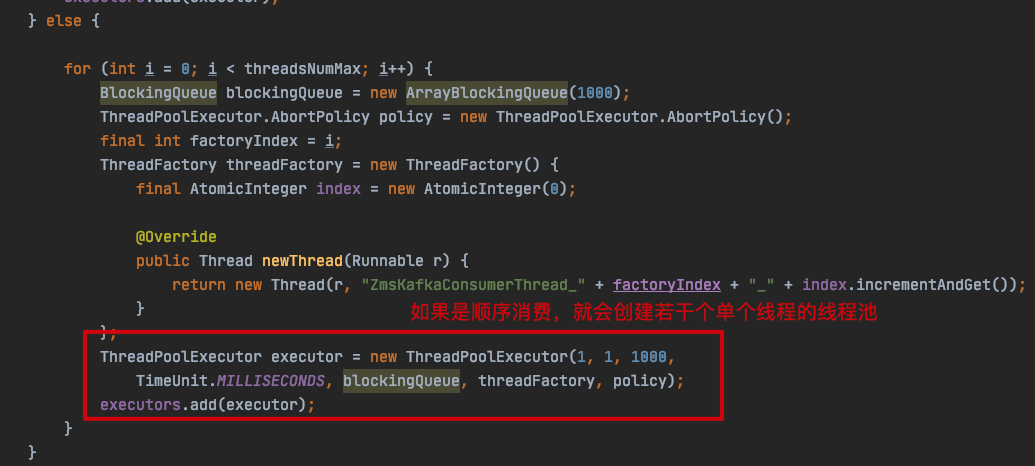 executors.add(executor);
} else {
for (int i = 0; i < threadsNumMax; i++) {
BlockingQueue blockingQueue = new ArrayBlockingQueue(1000);
ThreadPoolExecutor.AbortPolicy policy = new ThreadPoolExecutor.AbortPolicy();
final int factoryIndex = i;
ThreadFactory threadFactory = new ThreadFactory() {
final AtomicInteger index = new AtomicInteger(0);
@Override
public Thread newThread(Runnable r) {
return new Thread(r, "ZmsKafkaConsumerThread_" + factoryIndex + "_" + index.incrementAndGet());
}
如果是顺序消费，就会创建若干个单个线程的线程池
};
ThreadPoolExecutor executor = new ThreadPoolExecutor(1, 1, 1000,
TimeUnit.MILLISECONDS, blockingQueue, threadFactory, policy);
executors.add(executor);
}
}